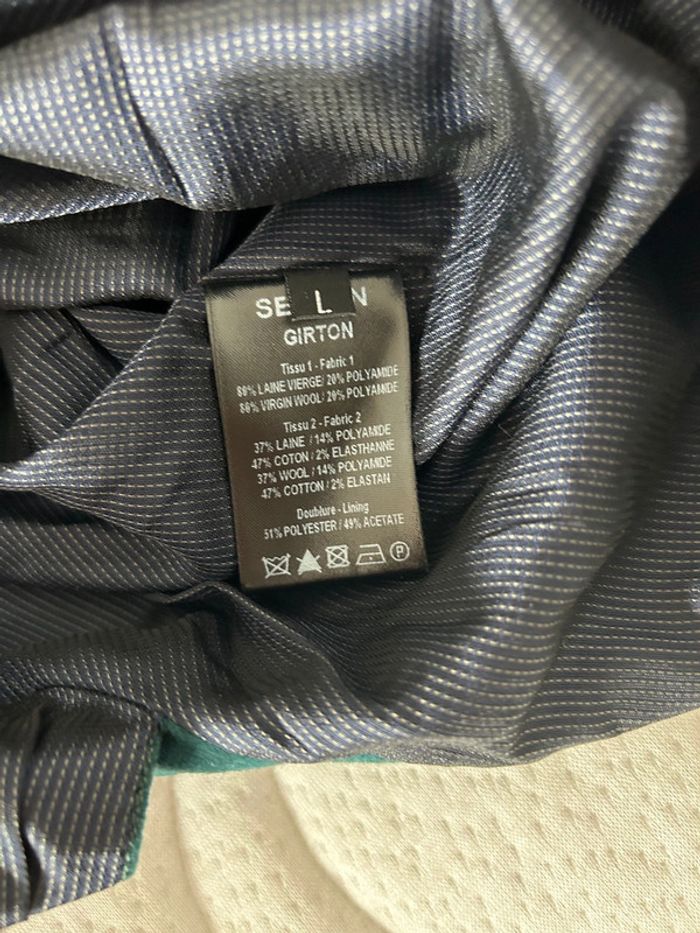 SE L N
GIRTON
Tissu 1 - Fabric 1
80% LAINE VIERGE/ 20% POLYAMIDE
80% VIRGIN WOOL/ 20% POLYAMIDE
Tissu 2 - Fabric 2
37% LAINE / 14% POLYAMIDE
47% COTON / 2% ELASTHANNE
37% WOOL / 14% POLYAMIDE
47% COTTON / 2% ELASTAN
Doublure - Lining
51% POLYESTER / 49% ACETATE
P